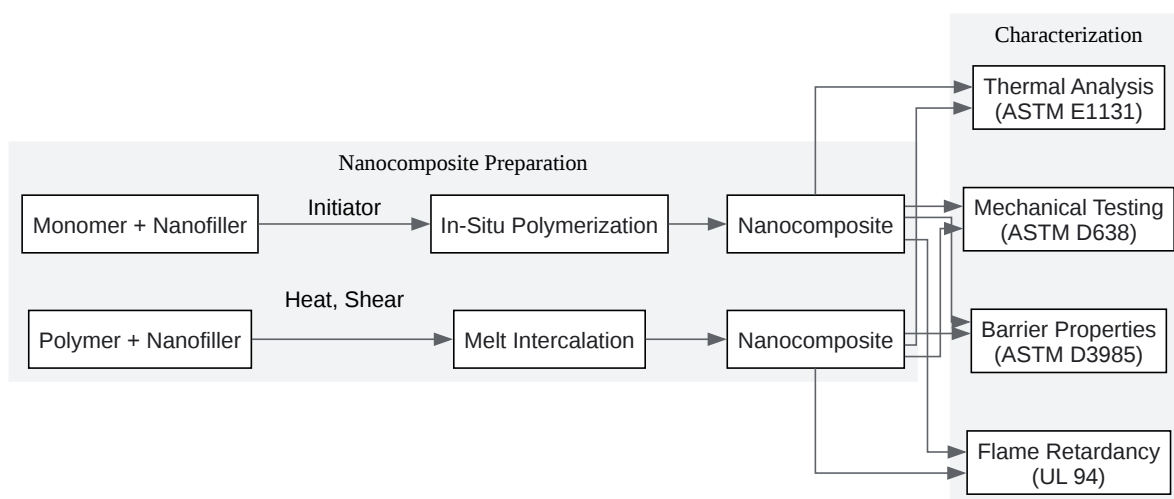 Characterization
Thermal Analysis
(ASTM E1131)
Nanocomposite Preparation
Monomer + Nanofiller
Initiator
In-Situ Polymerization
Nanocomposite
Mechanical Testing
(ASTM D638)
Heat, Shear
Polymer + Nanofiller
Melt Intercalation
Nanocomposite
Barrier Properties
(ASTM D3985)
Flame Retardancy
(UL 94)